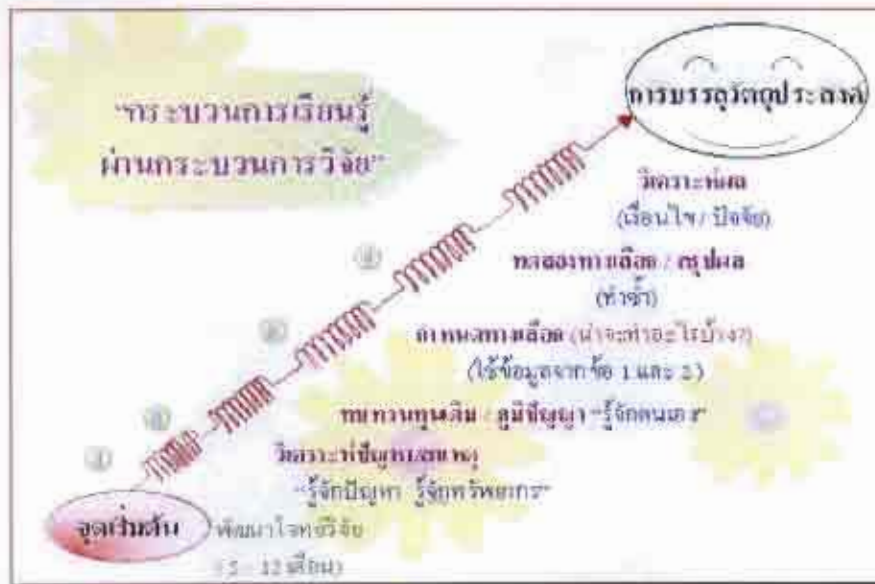 "กระบวนการเรียนรู้
ผ่านกระบวนการวิจัย"
การบรรลุวัตถุประสงค์
วิเคราะห์ผล
(เงื่อนไข / ปัจจัย)
ทดลองทางเลือก / สรุปผล
(ทำซ้ำ)
กำหนดทางเลือก (น่าจะทำอะไรบ้าง?)
(ใช้ข้อมูลจากข้อ 1 และ 2)
ทบทวนทุนเดิม / ภูมิปัญญา "รู้จักตนเอง"
วิเคราะห์ปัญหา
"รู้จักปัญหา รู้จักทรัพยากร"
จุดเริ่มต้น
พัฒนาโจทย์วิจัย
(5 - 12 เดือน)